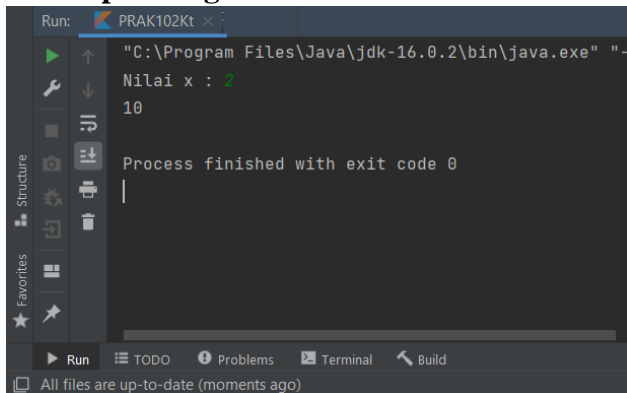 Run: PRAK102Kt ×
"C:\Program Files\Java\jdk-16.0.2\bin\java.exe" "-
Nilai x : 2
10
Process finished with exit code 0
Structure
Favorites
Run TODO Problems Terminal Build
All files are up-to-date (moments ago)